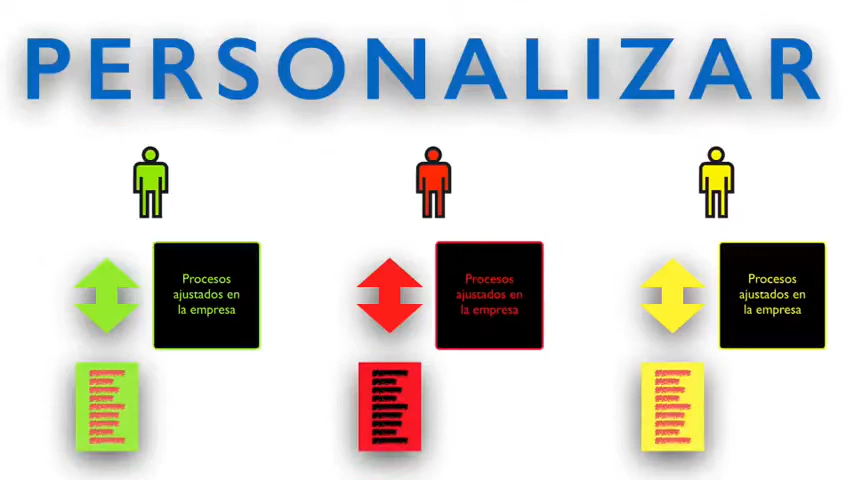 PERSONALIZAR
Procesos
ajustados en
la empresa
Procesos
ajustados en
la empresa
Procesos
ajustados en
la empresa